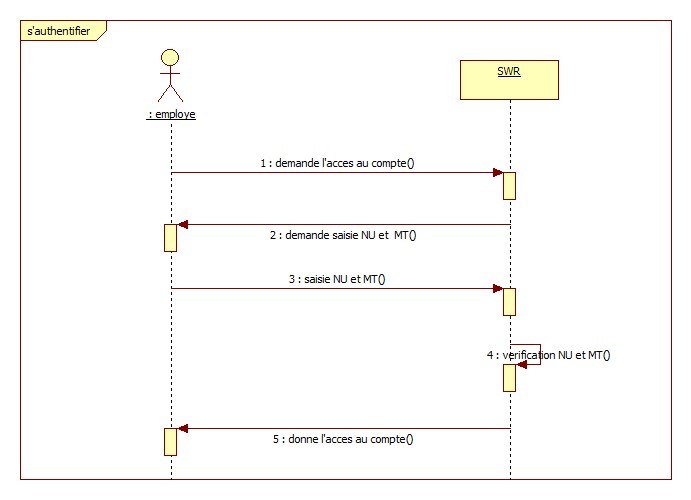 s'authentifier
SWR
: employe
1 : demande l'acces au compte()
2 : demande saisie NU et MT()
3 : saisie NU et MT()
4 : verification NU et MT()
5 : donne l'acces au compte()